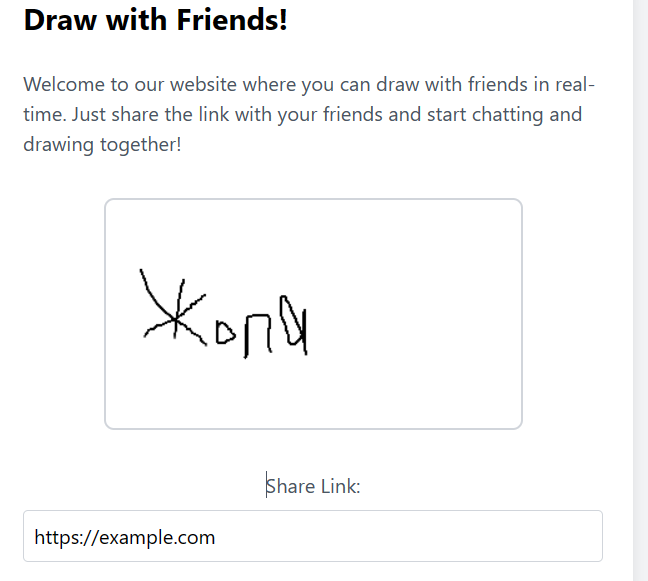 Draw with Friends!
Welcome to our website where you can draw with friends in real-
time. Just share the link with your friends and start chatting and
drawing together!
Жопа
Share Link:
https://example.com